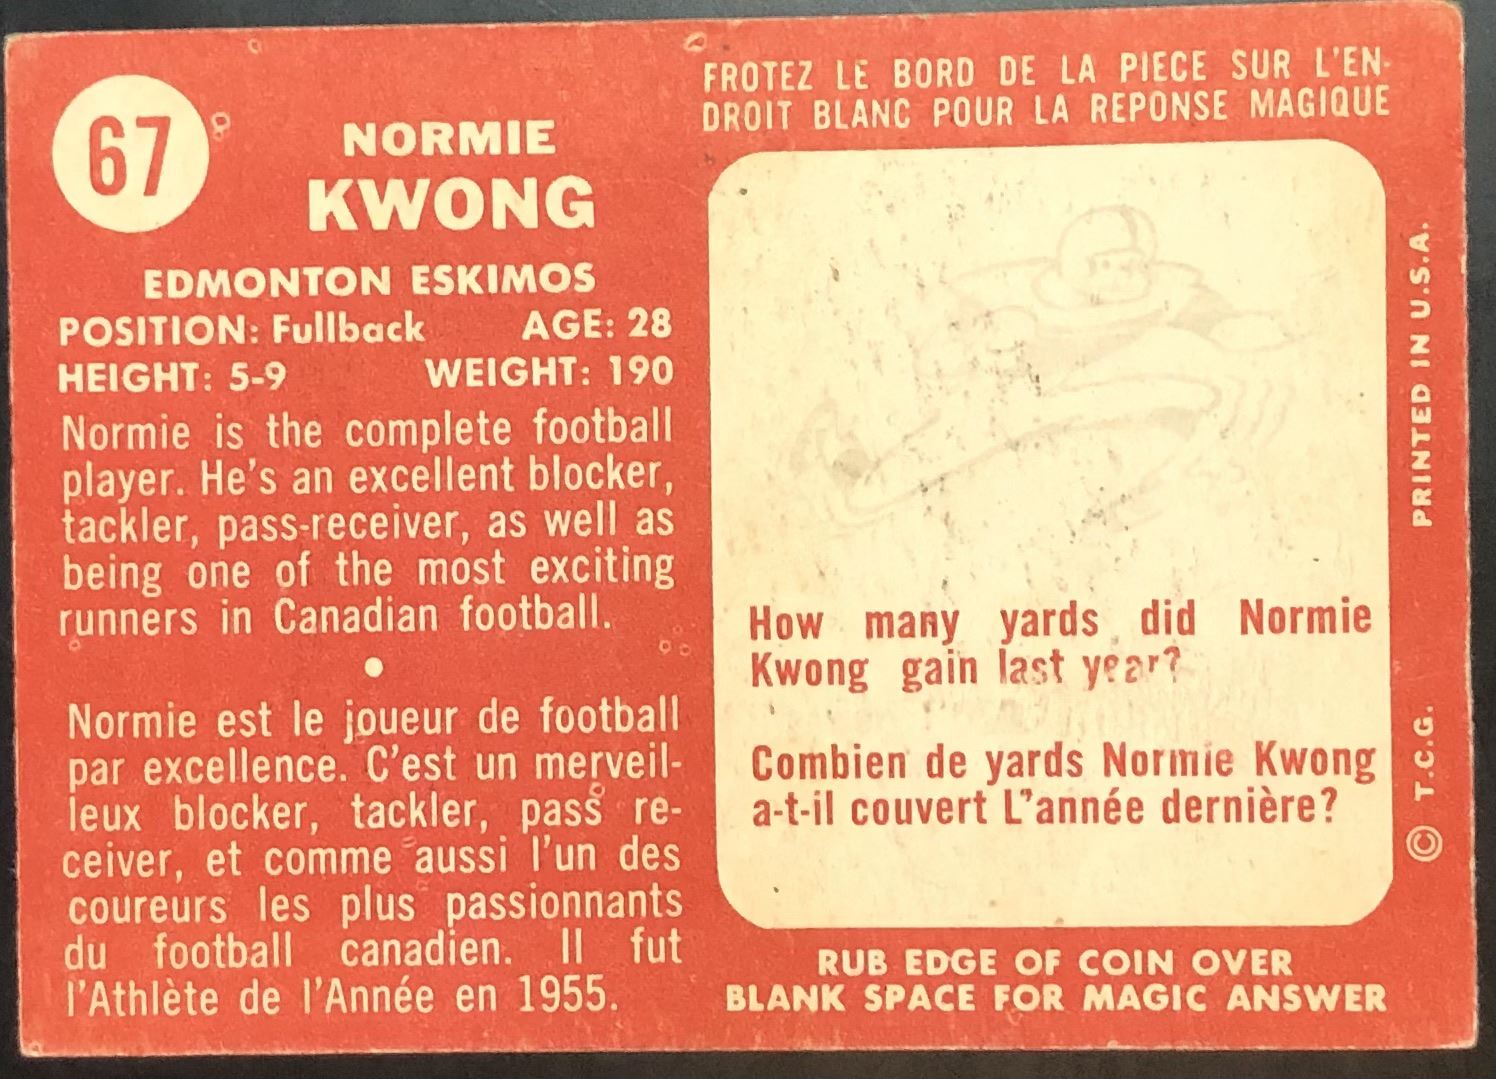 67
NORMIE
KWONG
EDMONTON ESKIMOS
POSITION: Fullback AGE: 28
HEIGHT: 5-9 WEIGHT: 190
Normie is the complete football
player. He's an excellent blocker,
tackler, pass-receiver, as well as
being one of the most exciting
runners in Canadian football.
Normie est le joueur de football
par excellence. C'est un merveil-
leux blocker, tackler, pass re-
ceiver, et comme aussi l'un des
coureurs les plus passionnants
du football canadien. Il fut
l'Athlète de l'Année en 1955.
FROTEZ LE BORD DE LA PIECE SUR L'EN-
DROIT BLANC POUR LA REPONSE MAGIQUE
How many yards did Normie
Kwong gain last year?
Combien de yards Normie Kwong
a-t-il couvert L'année dernière?
RUB EDGE OF COIN OVER
BLANK SPACE FOR MAGIC ANSWER
© T.C.G. PRINTED IN U.S.A.